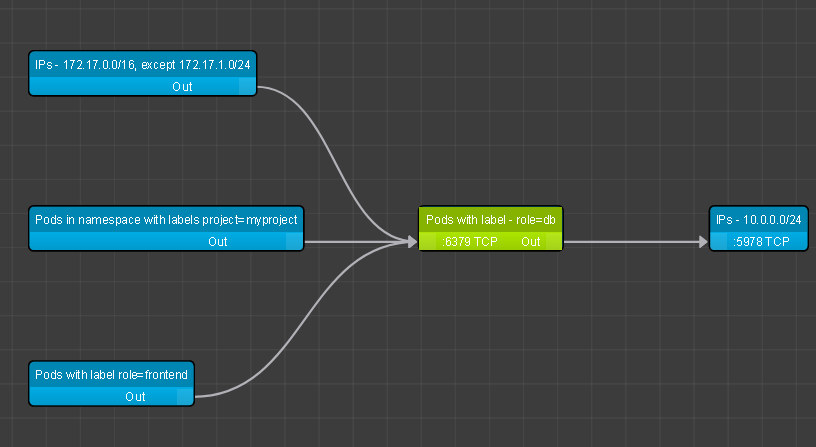 IPs - 172.17.0.0/16, except 172.17.1.0/24
Out
Pods in namespace with labels project=myproject
Out
Pods with label - role=db
:6379 TCP Out
IPs - 10.0.0.0/24
:5978 TCP
Pods with label role=frontend
Out